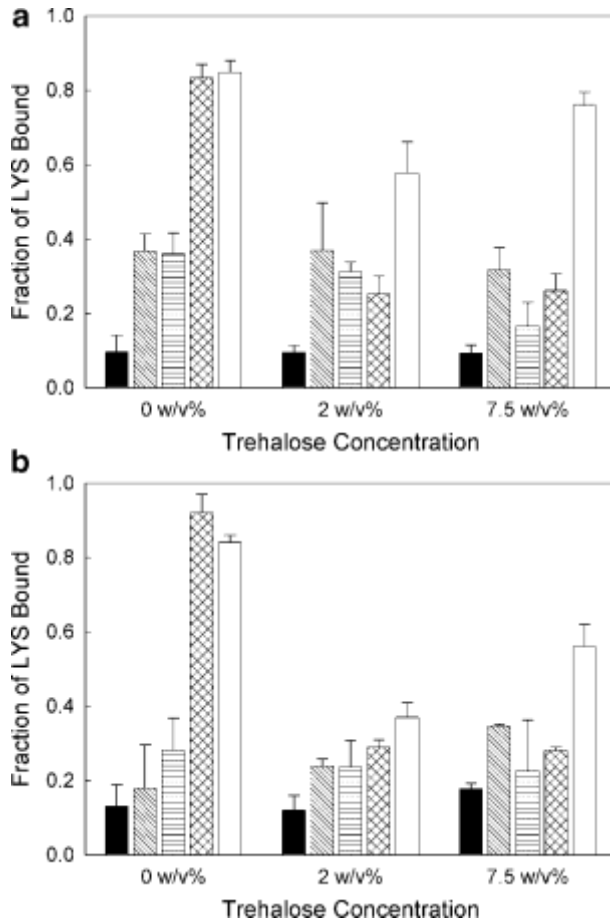 a
1.0
0.8
0.6
0.4
0.2
0.0
Fraction of LYS Bound
0 w/v% 2 w/v% 7.5 w/v%
Trehalose Concentration
b
1.0
0.8
0.6
0.4
0.2
0.0
Fraction of LYS Bound
0 w/v% 2 w/v% 7.5 w/v%
Trehalose Concentration